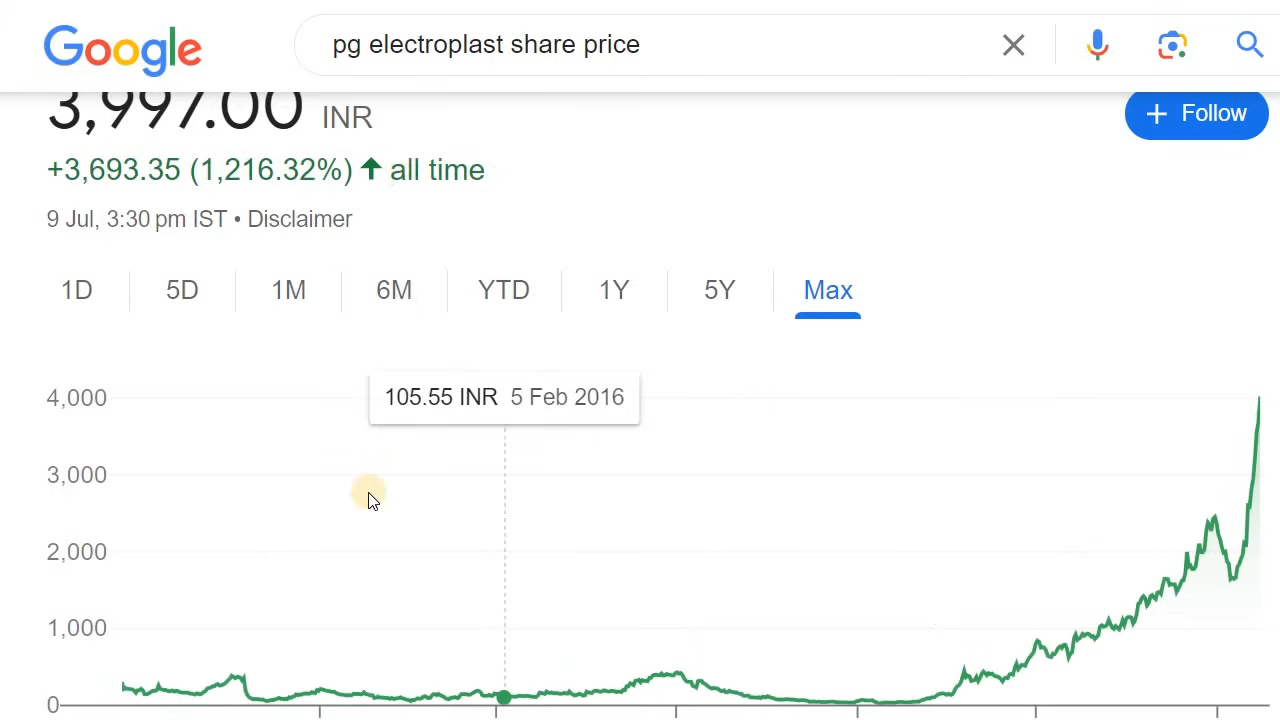 Google
pg electroplast share price
3,997.00 INR
+ Follow
+3,693.35 (1,216.32%) ↑ all time
9 Jul, 3:30 pm IST • Disclaimer
1D 5D 1M 6M YTD 1Y 5Y Max
105.55 INR 5 Feb 2016
4,000
3,000
2,000
1,000
0